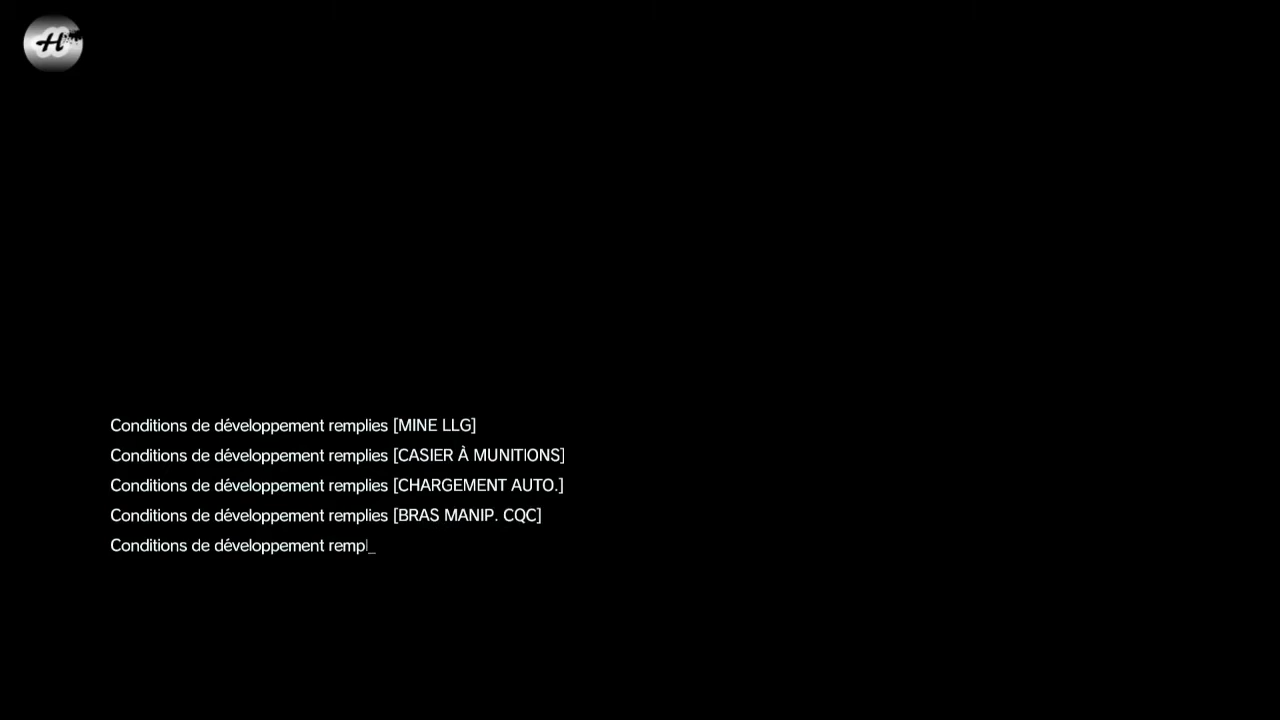 H
Conditions de développement remplies [MINE LLG]
Conditions de développement remplies [CASIER À MUNITIONS]
Conditions de développement remplies [CHARGEMENT AUTO.]
Conditions de développement remplies [BRAS MANIP. CQC]
Conditions de développement rempl_